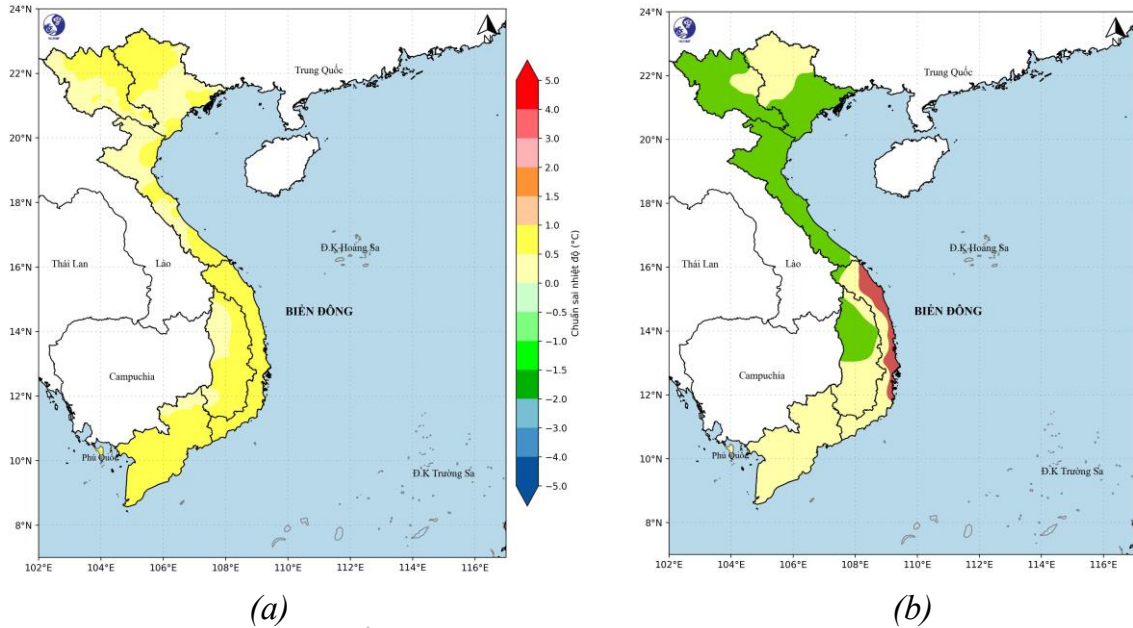 24°N
22°N
20°N
18°N
16°N
14°N
12°N
10°N
8°N
102°E 104°E 106°E 108°E 110°E 112°E 114°E 116°E
N
Trung Quốc
Đ.K Hoàng Sa
Thái Lan
Lào
BIỂN ĐÔNG
Campuchia
Phú Quốc
Đ.K Trường Sa
5.0
4.0
3.0
2.0
1.5
1.0
0.5
0.0
−0.5
−1.0
−1.5
−2.0
−3.0
−4.0
−5.0
Chuẩn sai nhiệt độ (°C)
(a)
24°N
22°N
20°N
18°N
16°N
14°N
12°N
10°N
8°N
102°E 104°E 106°E 108°E 110°E 112°E 114°E 116°E
N
Trung Quốc
Đ.K Hoàng Sa
Thái Lan
Lào
BIỂN ĐÔNG
Campuchia
Phú Quốc
Đ.K Trường Sa
(b)